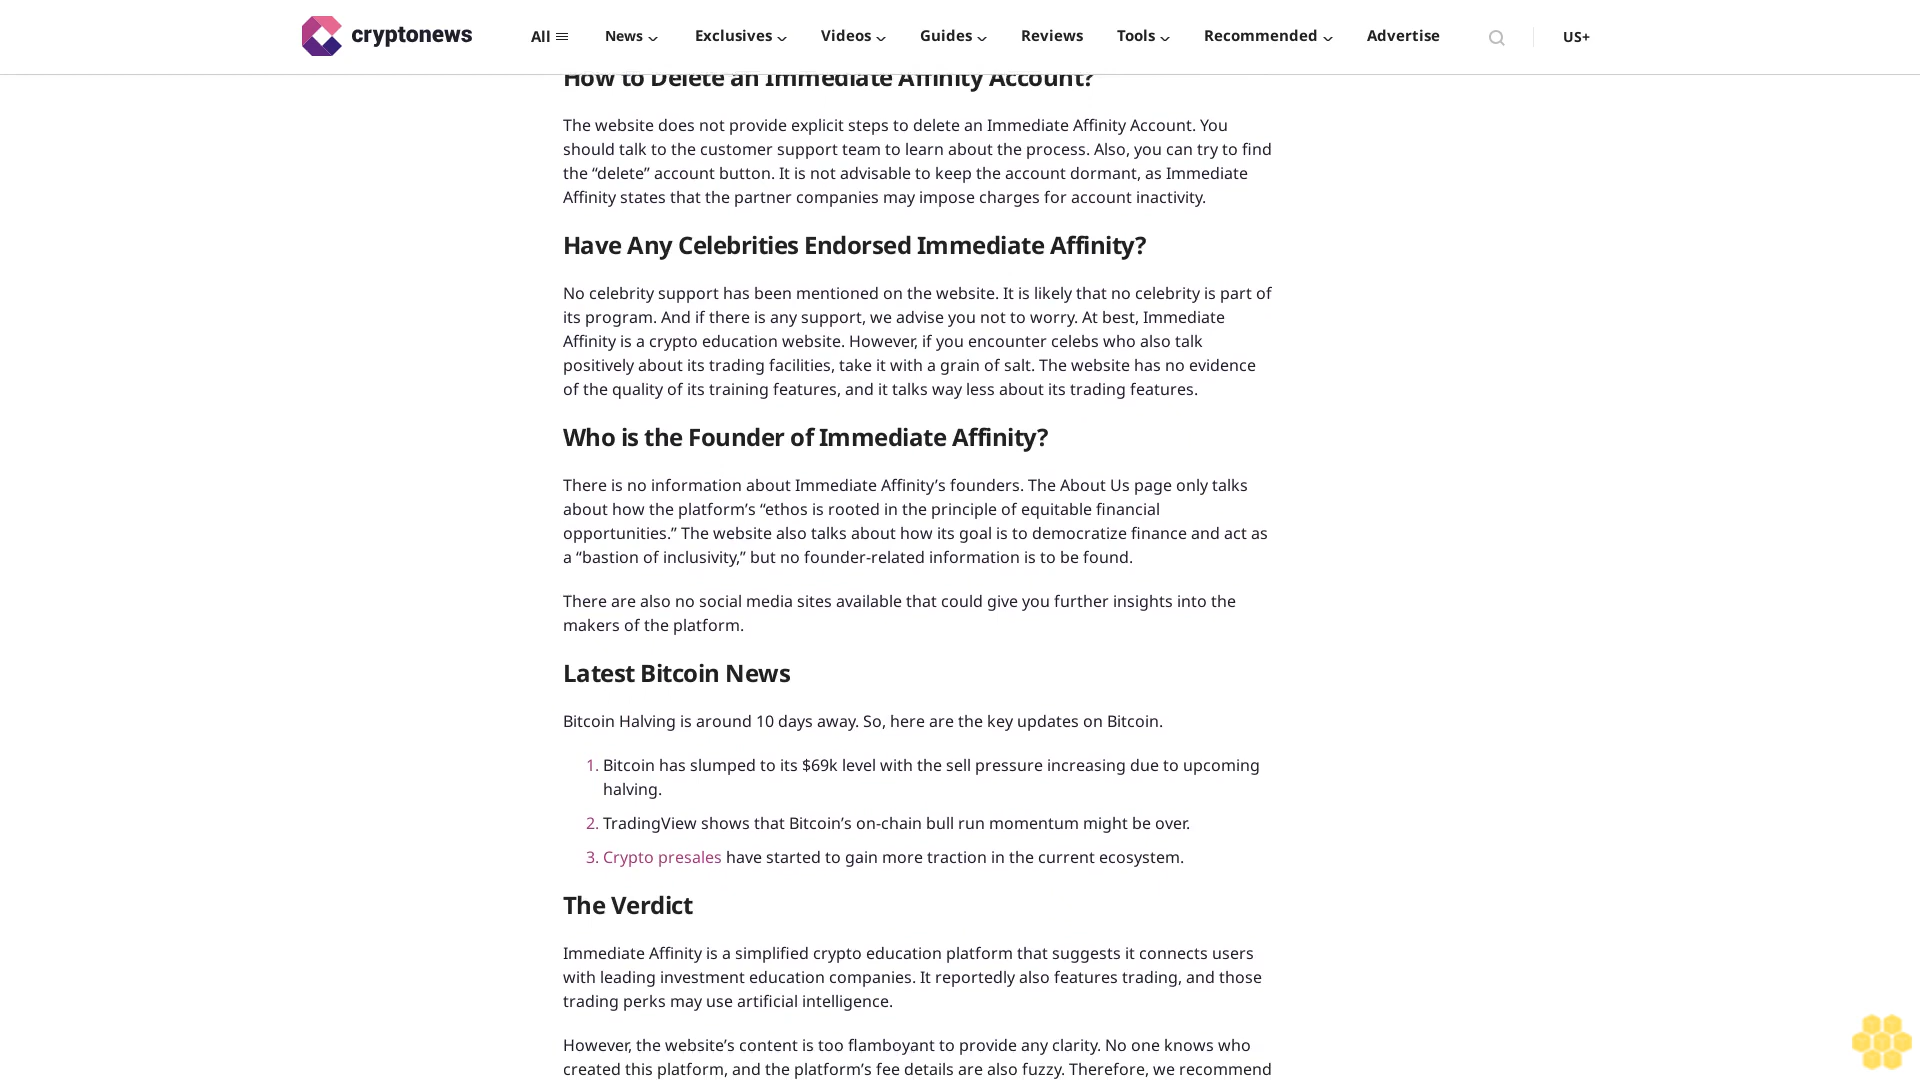 cryptonews
All
News
Exclusives
Videos
Guides
Reviews
Tools
Recommended
Advertise
US+
How to Delete an Immediate Affinity Account?
The website does not provide explicit steps to delete an Immediate Affinity Account. You
should talk to the customer support team to learn about the process. Also, you can try to find
the “delete” account button. It is not advisable to keep the account dormant, as Immediate
Affinity states that the partner companies may impose charges for account inactivity.
Have Any Celebrities Endorsed Immediate Affinity?
No celebrity support has been mentioned on the website. It is likely that no celebrity is part of
its program. And if there is any support, we advise you not to worry. At best, Immediate
Affinity is a crypto education website. However, if you encounter celebs who also talk
positively about its trading facilities, take it with a grain of salt. The website has no evidence
of the quality of its training features, and it talks way less about its trading features.
Who is the Founder of Immediate Affinity?
There is no information about Immediate Affinity’s founders. The About Us page only talks
about how the platform’s “ethos is rooted in the principle of equitable financial
opportunities.” The website also talks about how its goal is to democratize finance and act as
a “bastion of inclusivity,” but no founder-related information is to be found.
There are also no social media sites available that could give you further insights into the
makers of the platform.
Latest Bitcoin News
Bitcoin Halving is around 10 days away. So, here are the key updates on Bitcoin.
1. Bitcoin has slumped to its $69k level with the sell pressure increasing due to upcoming
halving.
2. TradingView shows that Bitcoin’s on-chain bull run momentum might be over.
3. Crypto presales have started to gain more traction in the current ecosystem.
The Verdict
Immediate Affinity is a simplified crypto education platform that suggests it connects users
with leading investment education companies. It reportedly also features trading, and those
trading perks may use artificial intelligence.
However, the website’s content is too flamboyant to provide any clarity. No one knows who
created this platform, and the platform’s fee details are also fuzzy. Therefore, we recommend